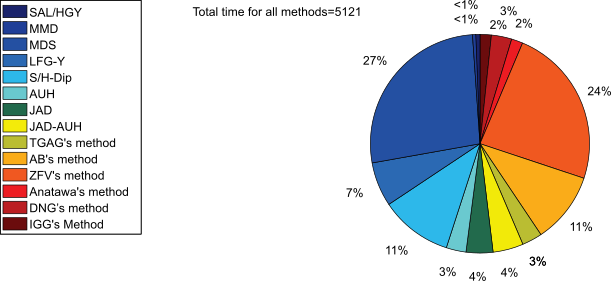 SAL/HGY
MMD
MDS
LFG-Y
S/H-Dip
AUH
JAD
JAD-AUH
TGAG's method
AB's method
ZFV's method
Anatawa's method
DNG's method
IGG's Method
Total time for all methods=5121
<1%
<1%
3%
2%
2%
27%
24%
7%
11%
11%
3%
4%
4%
3%